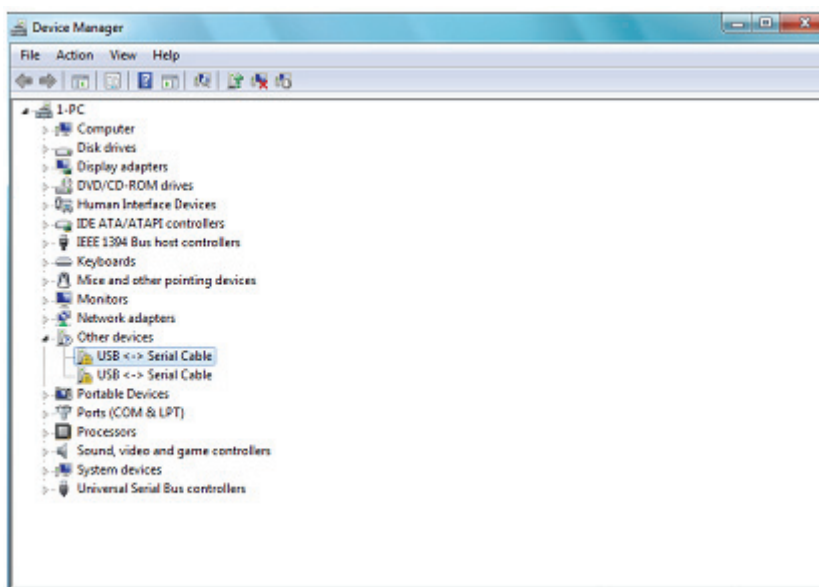 Device Manager
File Action View Help
1-PC
Computer
Disk drives
Display adapters
DVD/CD-ROM drives
Human Interface Devices
IDE ATA/ATAPI controllers
IEEE 1394 Bus host controllers
Keyboards
Mice and other pointing devices
Monitors
Network adapters
Other devices
USB <-> Serial Cable
USB <-> Serial Cable
Portable Devices
Ports (COM & LPT)
Processors
Sound, video and game controllers
System devices
Universal Serial Bus controllers